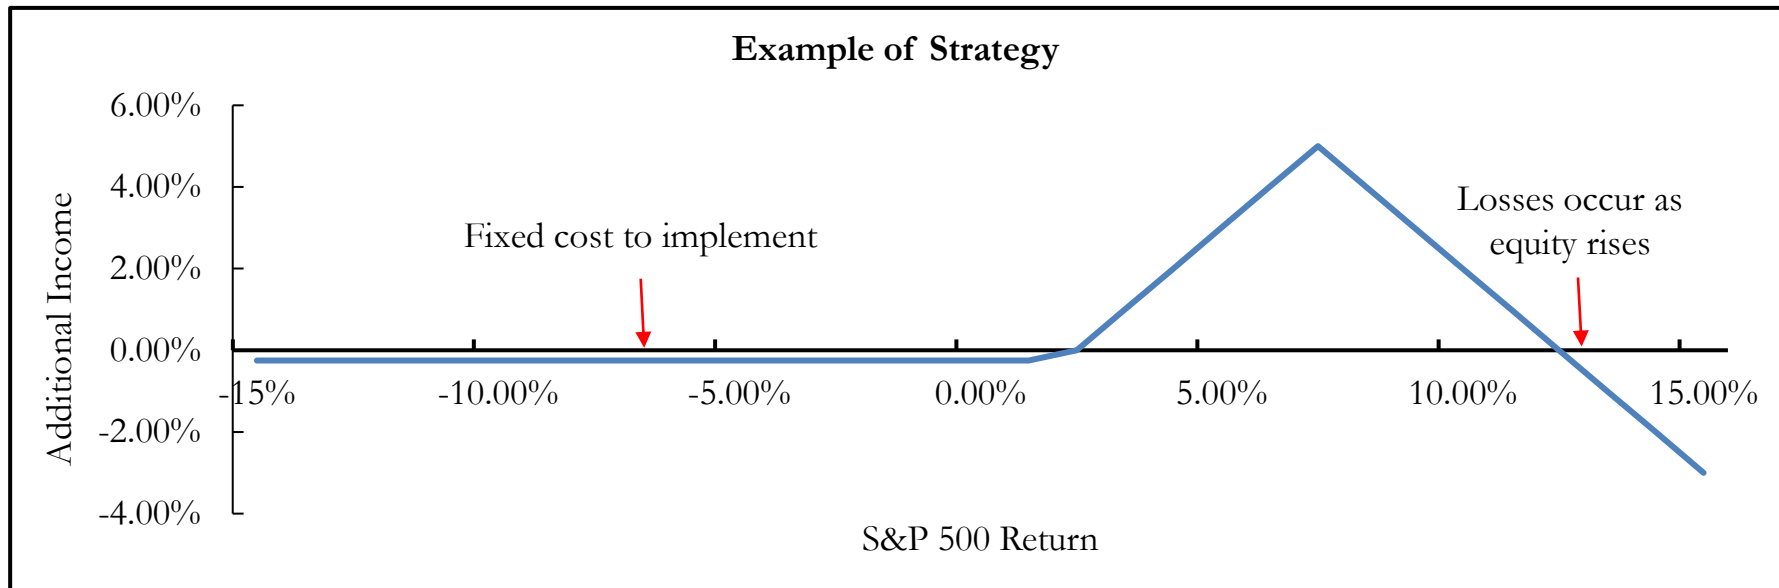 Example of Strategy
6.00%
4.00%
2.00%
0.00%
-2.00%
-4.00%
Additional Income
Fixed cost to implement
Losses occur as
equity rises
-15%
-10.00%
-5.00%
0.00%
5.00%
10.00%
15.00%
S&P 500 Return